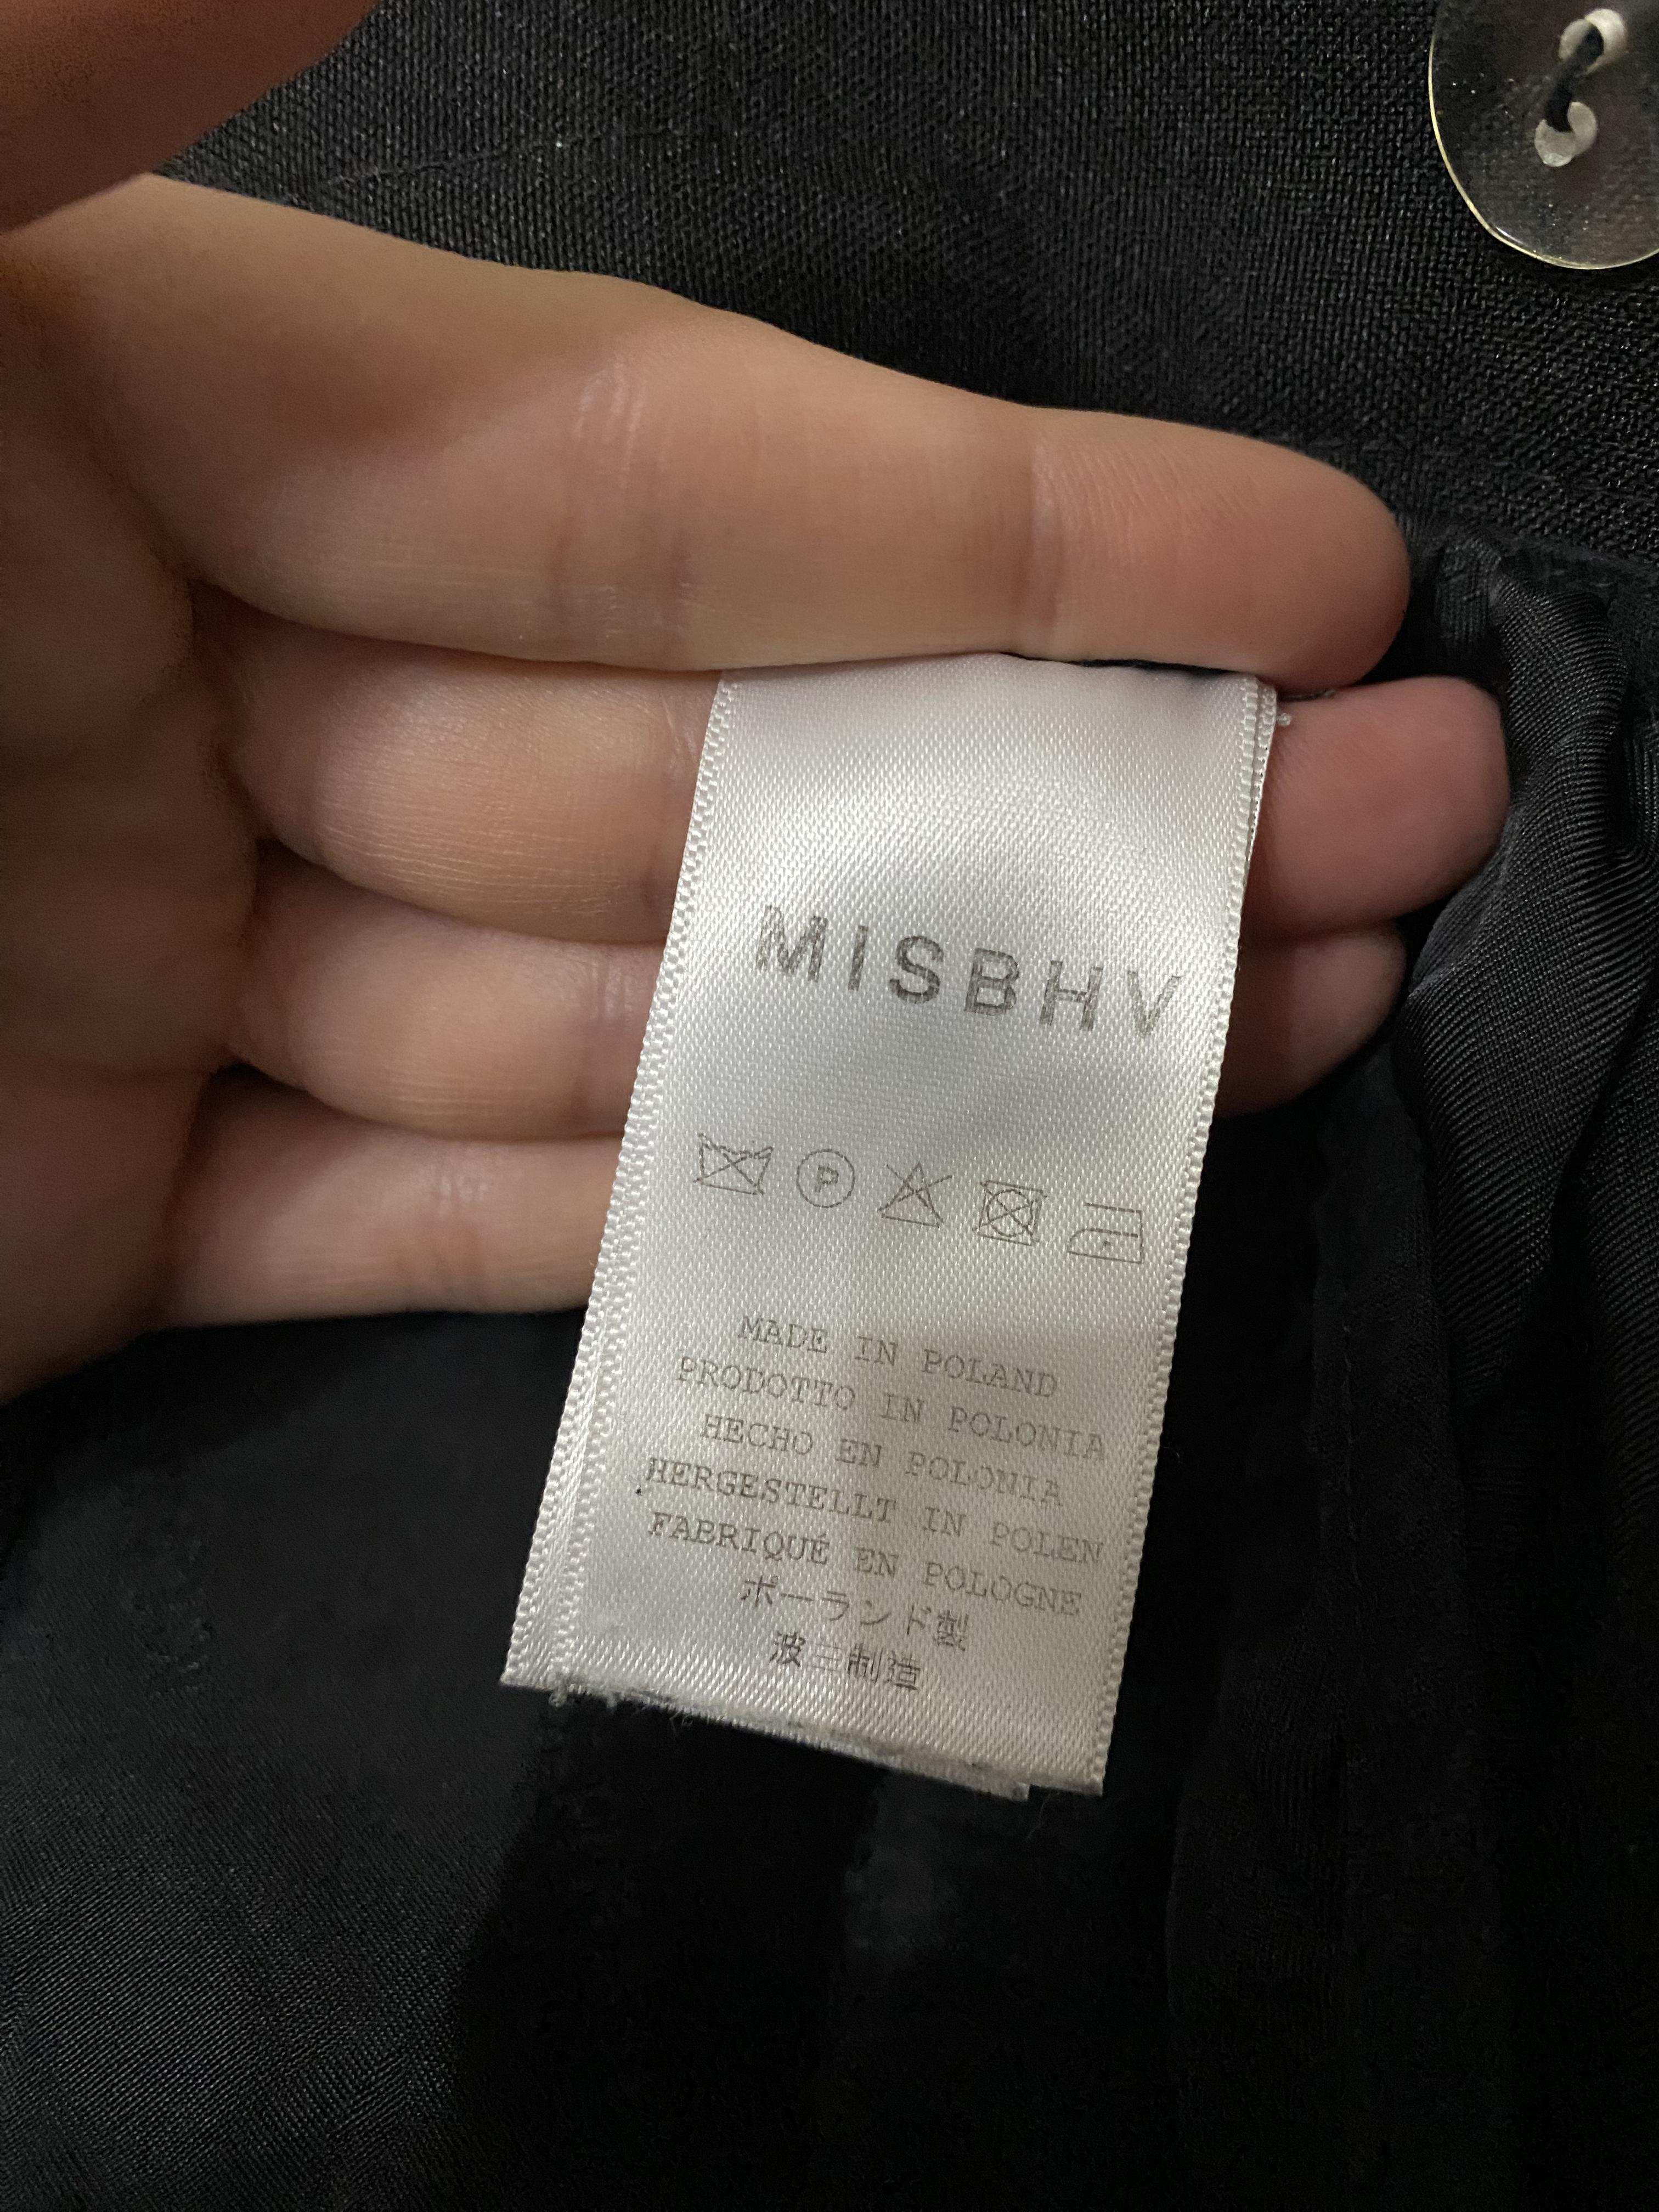 MISBHV
P
MADE IN POLAND
PRODOTTO IN POLONIA
HECHO EN POLONIA
HERGESTELLT IN POLEN
FABRIQUÉ EN POLOGNE
ポーランド製
波兰制造